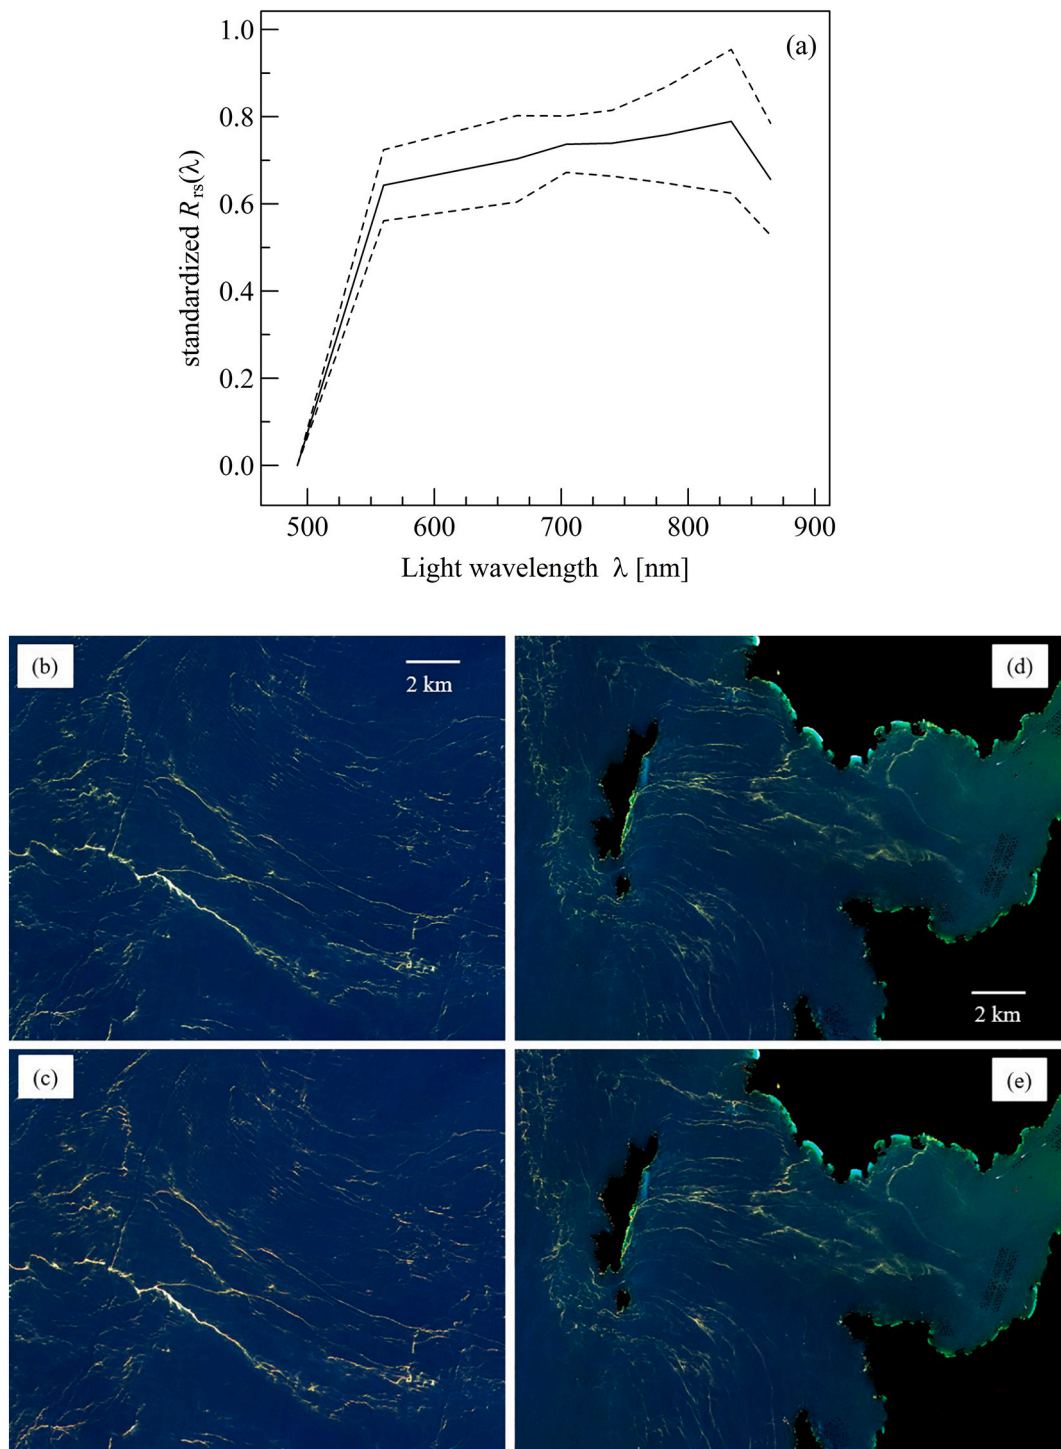 (a)
1.0
0.8
0.6
0.4
0.2
0.0
standardized Rrs(λ)
500 600 700 800 900
Light wavelength λ [nm]
(b)
2 km
(d)
2 km
(c)
(e)